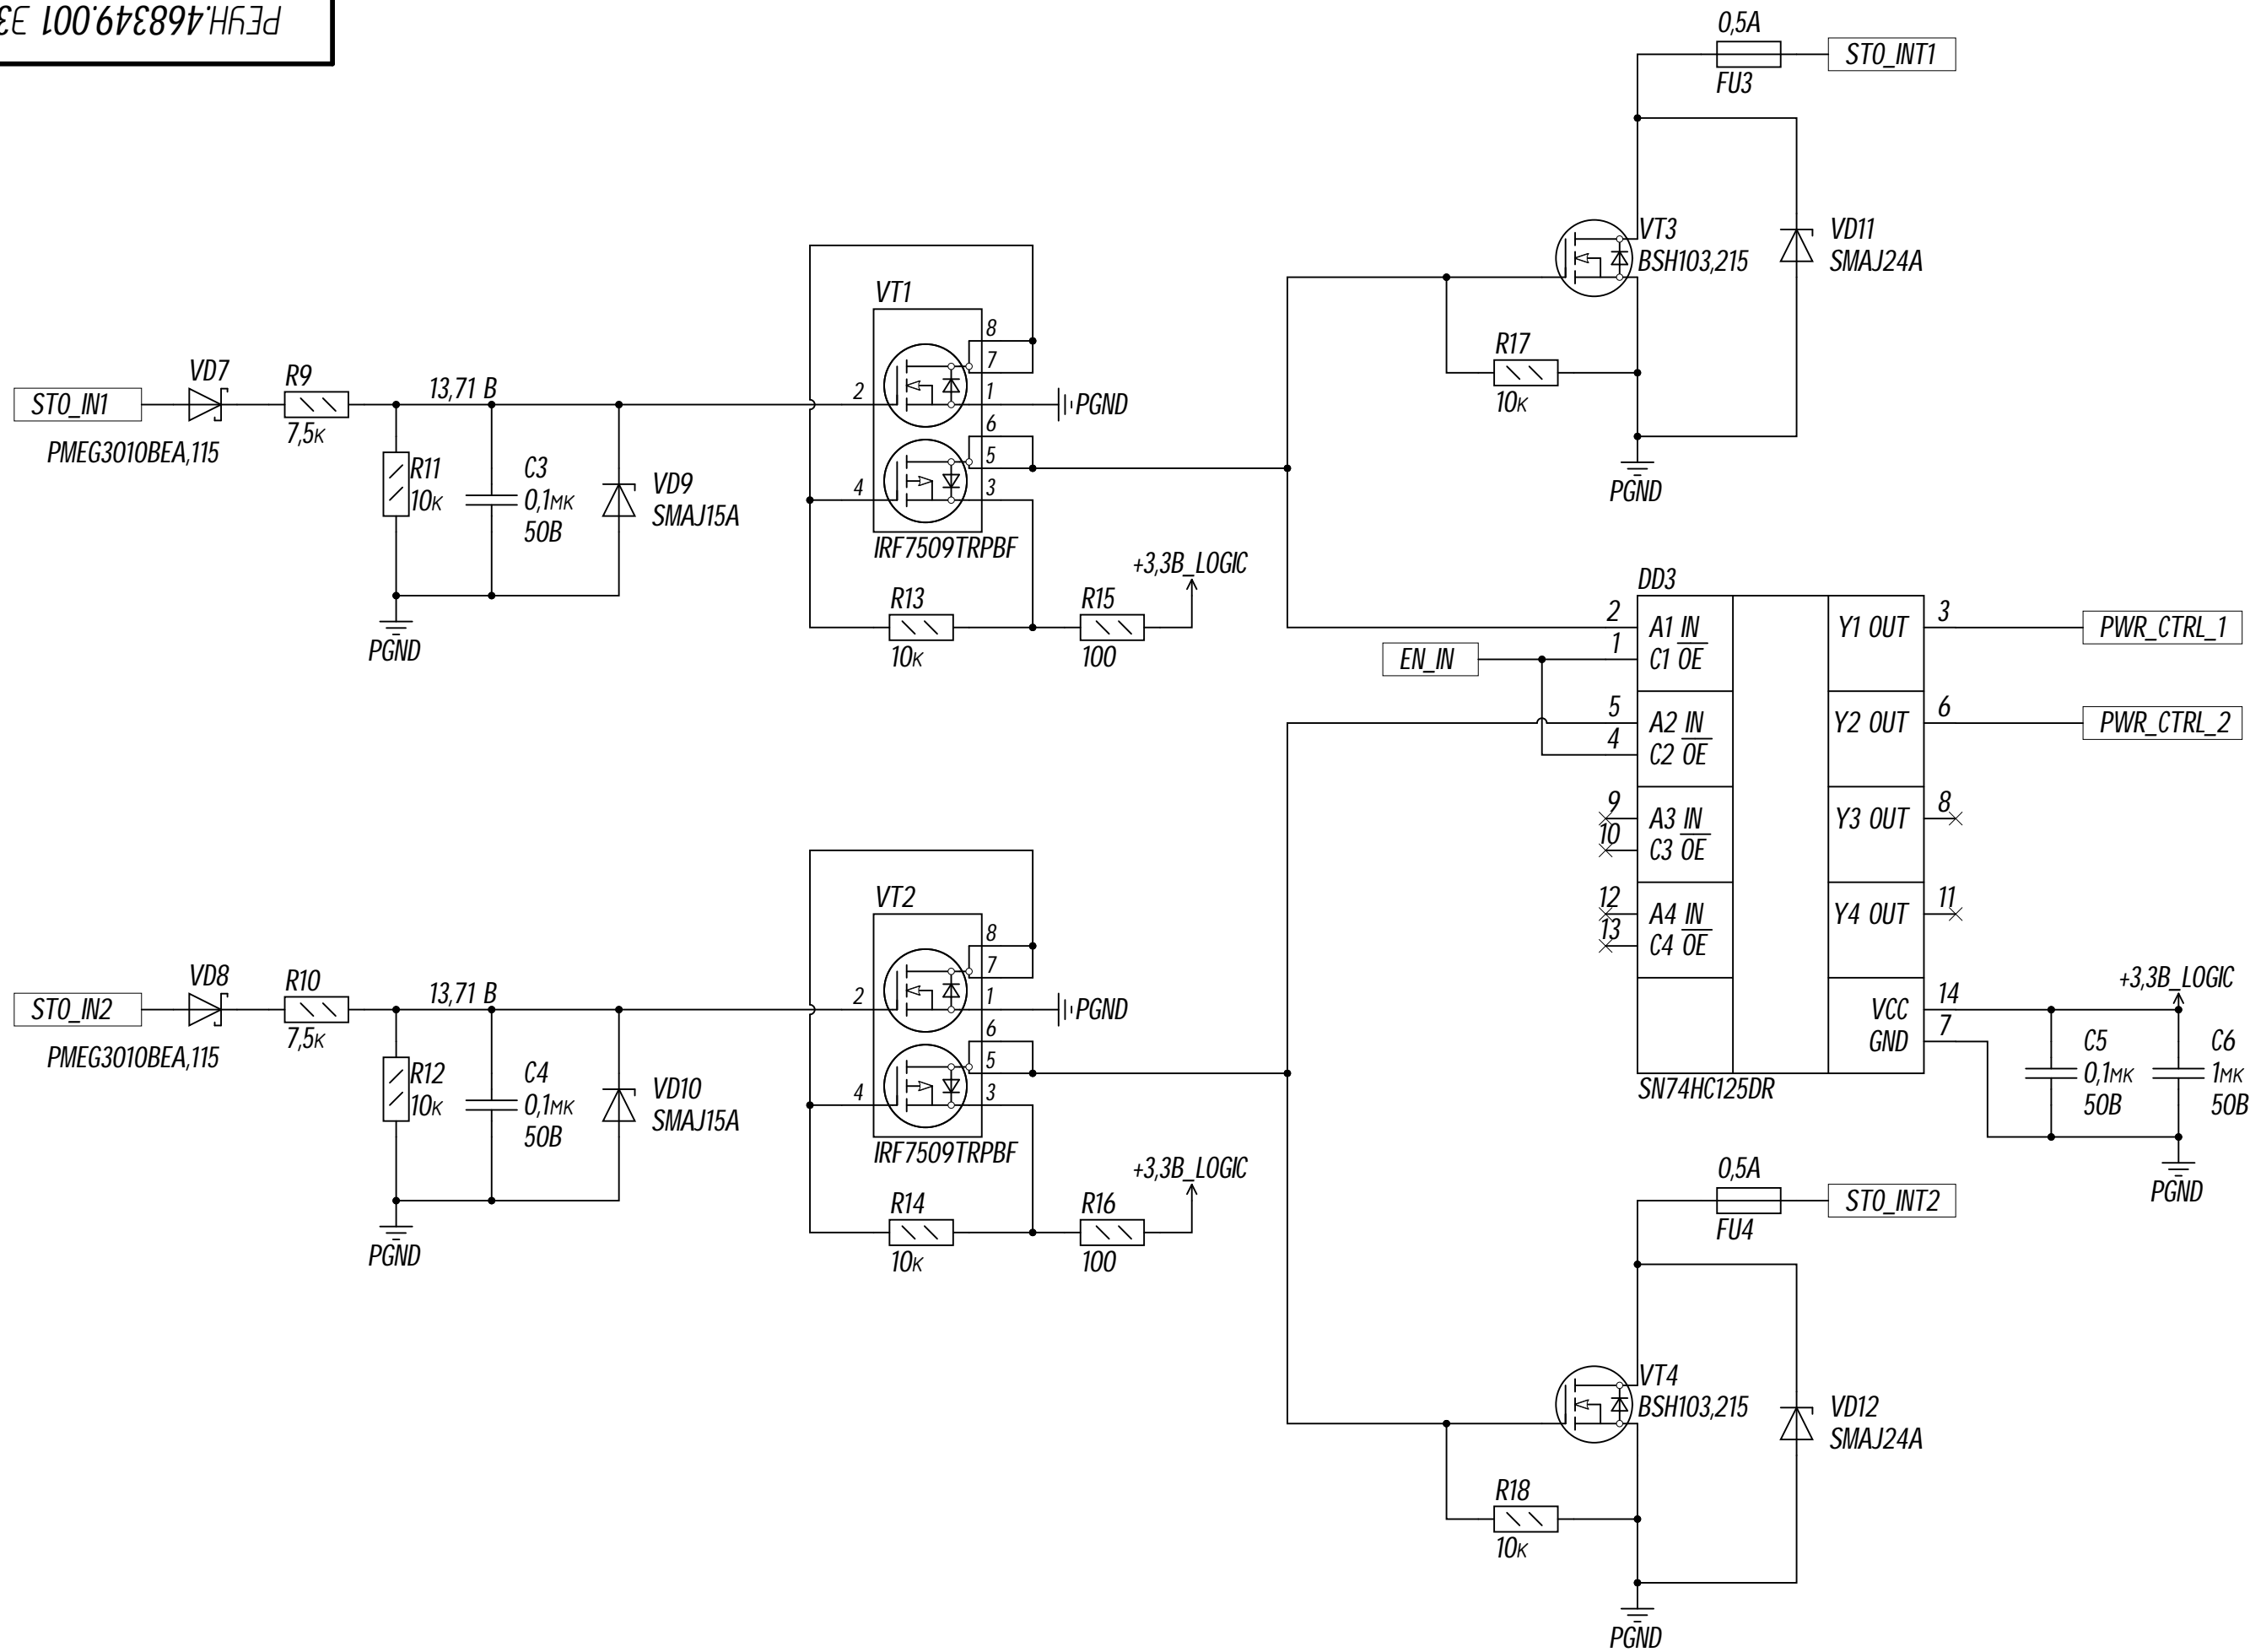 РЕУН.468349.001 Э3
0,5А
STO_INT1
FU3
VT3
BSH103,215
VD11
SMAJ24A
R17
10к
PGND
VT1
8
7
2
1
PGND
6
5
4
3
IRF7509TRPBF
STO_IN1
VD7
PMEG3010BEA,115
R9
7,5к
13,71 В
R11
10к
C3
0,1мк
50В
VD9
SMAJ15A
PGND
R13
10к
R15
100
+3,3В_LOGIC
DD3
2
A1 IN
Y1 OUT
3
PWR_CTRL_1
EN_IN
1
C1 OE
5
A2 IN
Y2 OUT
6
PWR_CTRL_2
4
C2 OE
9
A3 IN
Y3 OUT
8
10
C3 OE
12
A4 IN
Y4 OUT
11
13
C4 OE
VCC
14
GND
7
SN74HC125DR
+3,3В_LOGIC
C5
0,1мк
50В
C6
1мк
50В
PGND
VT2
8
7
2
1
PGND
6
5
4
3
IRF7509TRPBF
STO_IN2
VD8
PMEG3010BEA,115
R10
7,5к
13,71 В
R12
10к
C4
0,1мк
50В
VD10
SMAJ15A
PGND
R14
10к
R16
100
+3,3В_LOGIC
0,5А
STO_INT2
FU4
VT4
BSH103,215
VD12
SMAJ24A
R18
10к
PGND